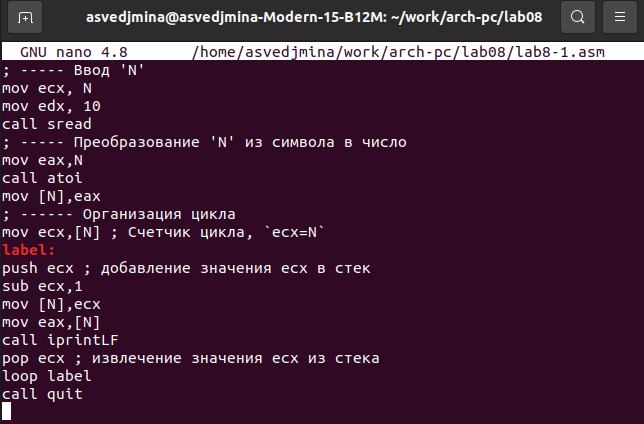 asvedjmina@asvedjmina-Modern-15-B12M: ~/work/arch-pc/lab08
GNU nano 4.8 /home/asvedjmina/work/arch-pc/lab08/lab8-1.asm
; ----- Ввод 'N'
mov ecx, N
mov edx, 10
call sread
; ----- Преобразование 'N' из символа в число
mov eax,N
call atoi
mov [N],eax
; ------ Организация цикла
mov ecx,[N] ; Счетчик цикла, `ecx=N`
label:
push ecx ; добавление значения ecx в стек
sub ecx,1
mov [N],ecx
mov eax,[N]
call iprintLF
pop ecx ; извлечение значения ecx из стека
loop label
call quit